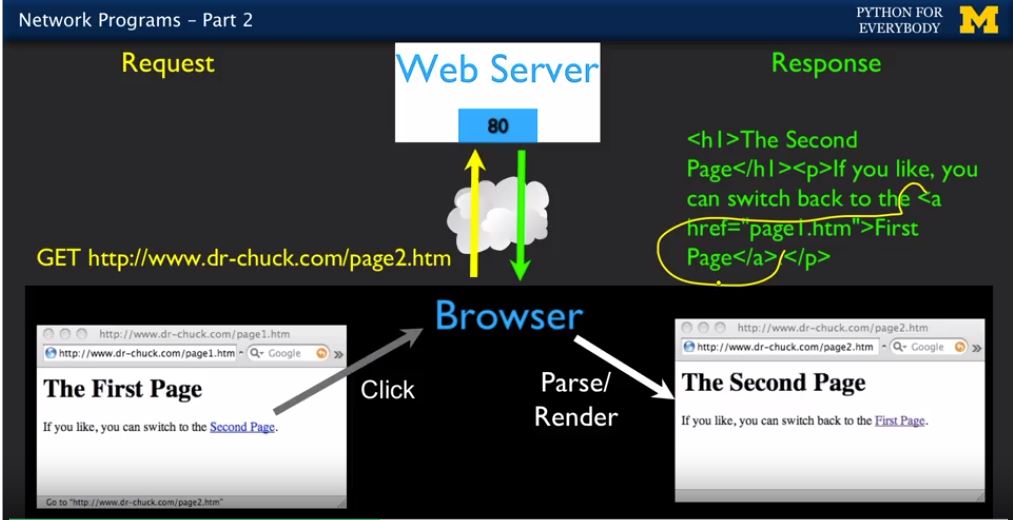 Network Programs – Part 2
PYTHON FOR
EVERYBODY
M
Request
Web Server
Response
80
<h1>The Second
Page</h1><p>If you like, you
can switch back to the <a
href="page1.htm">First
Page</a>.</p>
GET http://www.dr-chuck.com/page2.htm
Browser
http://www.dr-chuck.com/page1.htm
http://www.dr-chuck.com/page1.htm
Google
The First Page
If you like, you can switch to the Second Page.
Go to "http://www.dr-chuck.com/page2.htm"
Click
Parse/
Render
http://www.dr-chuck.com/page2.htm
http://www.dr-chuck.com/page2.htm
Google
The Second Page
If you like, you can switch back to the First Page.